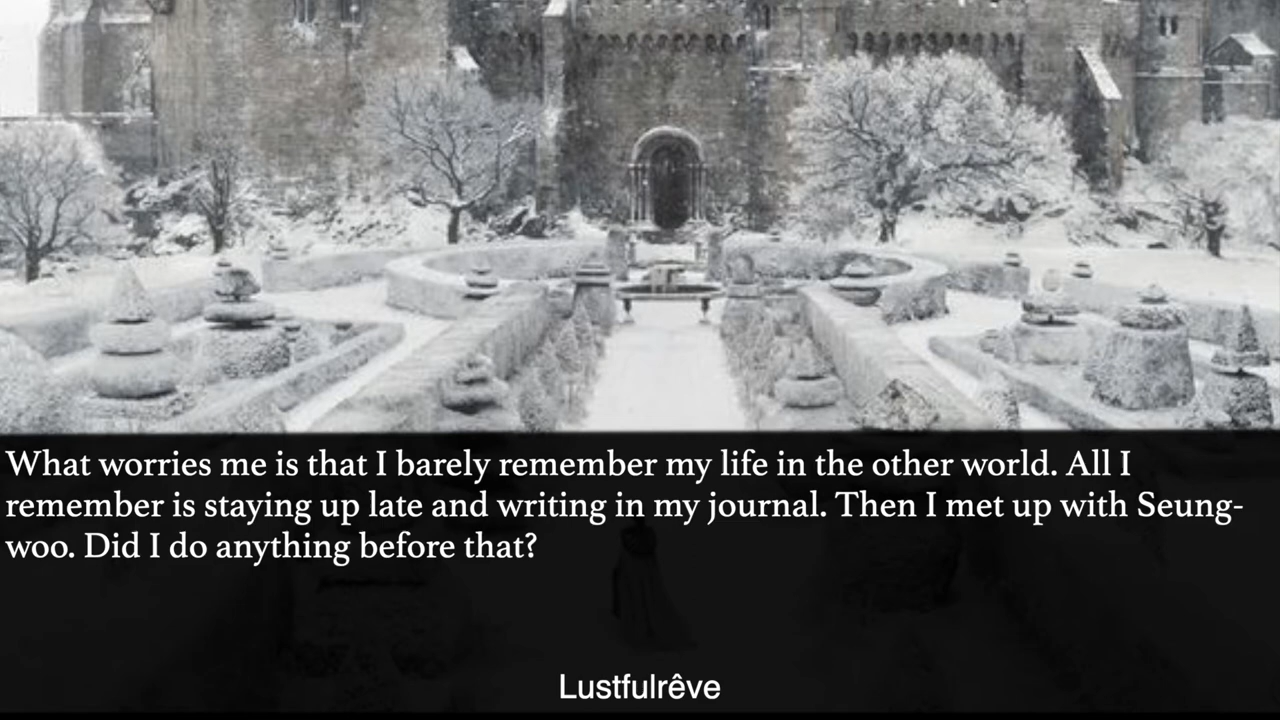 What worries me is that I barely remember my life in the other world. All I
remember is staying up late and writing in my journal. Then I met up with Seung-
woo. Did I do anything before that?
Lustfulrêve